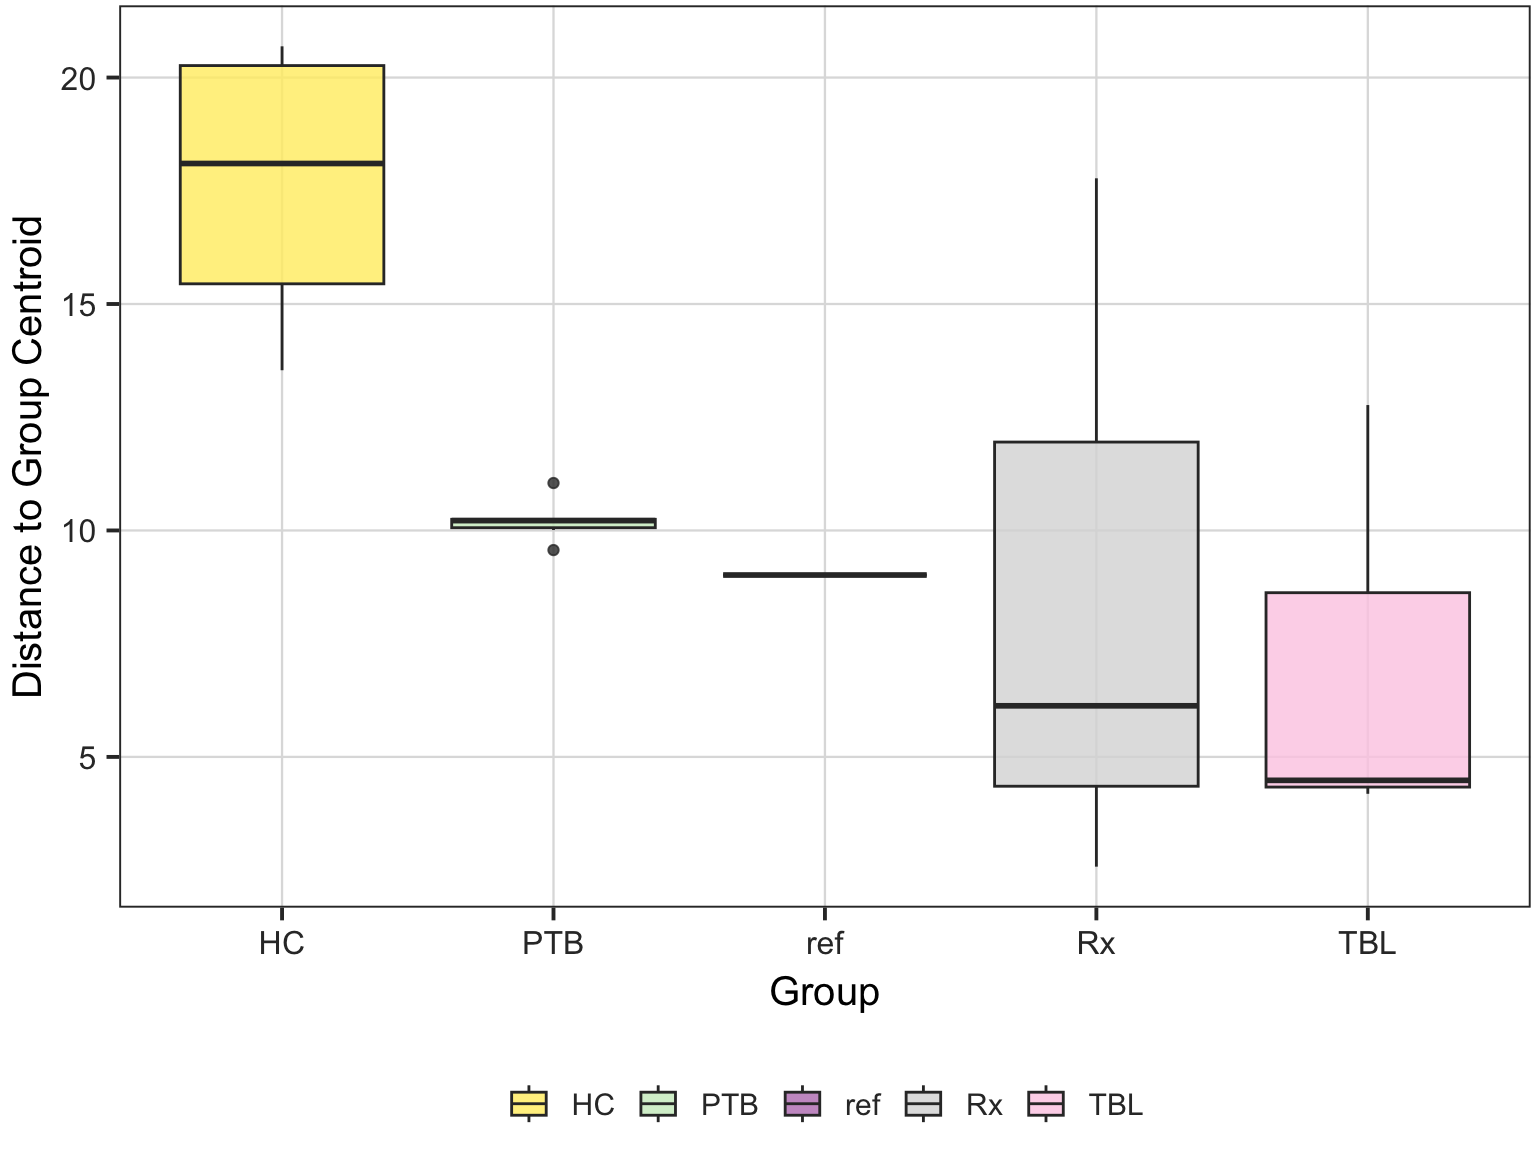 Distance to Group Centroid
20
15
10
5
HC PTB ref Rx TBL
Group
HC PTB ref Rx TBL